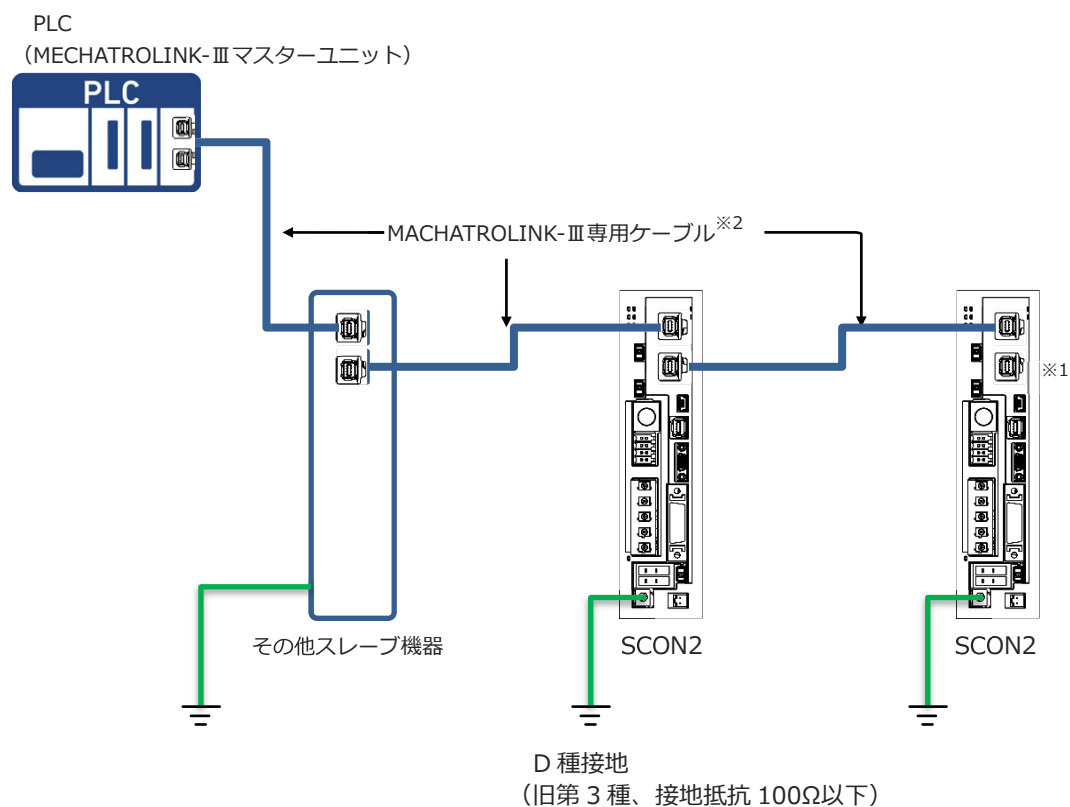 PLC
（MECHATROLINK-Ⅲマスターユニット）
PLC
MACHATROLINK-Ⅲ専用ケーブル※2
※1
その他スレーブ機器
SCON2
SCON2
D 種接地
（旧第 3 種、接地抵抗 100Ω以下）